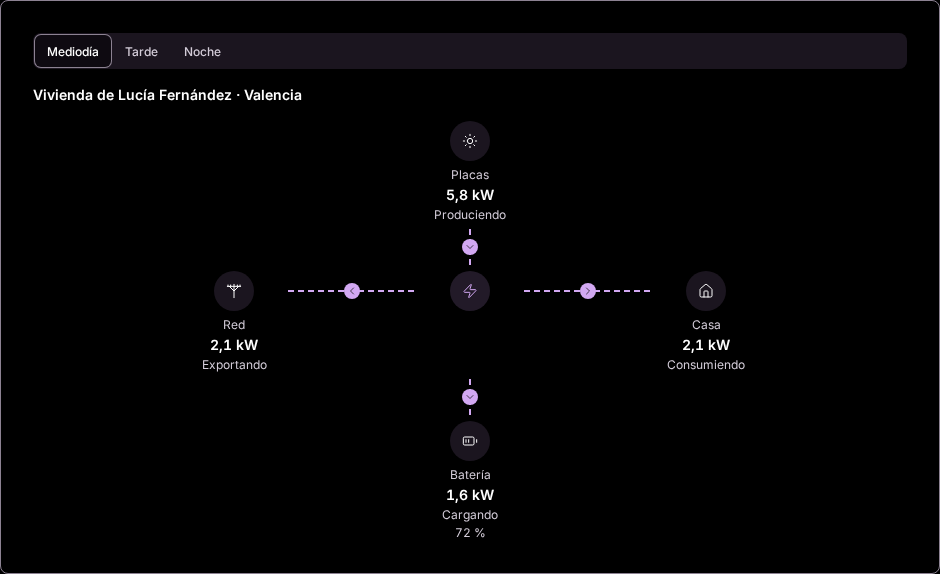 Mediodía
Tarde
Noche
Vivienda de Lucía Fernández · Valencia
Placas
5,8 kW
Produciendo
Red
2,1 kW
Exportando
Casa
2,1 kW
Consumiendo
Batería
1,6 kW
Cargando
72 %